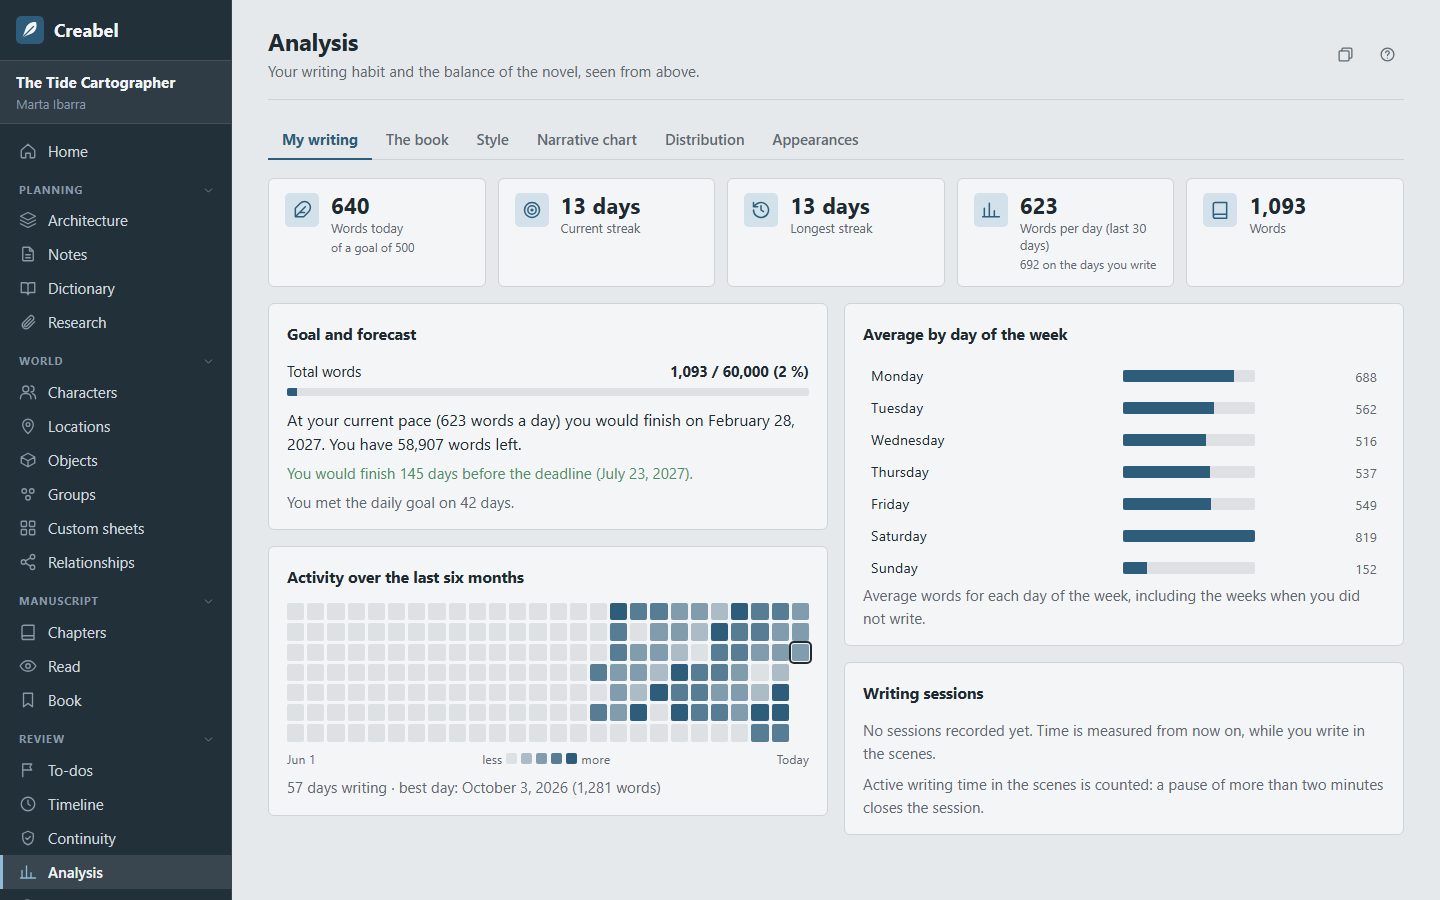 Creabel
The Tide Cartographer
Marta Ibarra
Home
PLANNING
Architecture
Notes
Dictionary
Research
WORLD
Characters
Locations
Objects
Groups
Custom sheets
Relationships
MANUSCRIPT
Chapters
Read
Book
REVIEW
To-dos
Timeline
Continuity
Analysis
Analysis
Your writing habit and the balance of the novel, seen from above.
My writing
The book
Style
Narrative chart
Distribution
Appearances
640
Words today
of a goal of 500
13 days
Current streak
13 days
Longest streak
623
Words per day (last 30
days)
692 on the days you write
1,093
Words
Goal and forecast
Total words 1,093 / 60,000 (2 %)
At your current pace (623 words a day) you would finish on February 28,
2027. You have 58,907 words left.
You would finish 145 days before the deadline (July 23, 2027).
You met the daily goal on 42 days.
Activity over the last six months
Jun 1 less more Today
57 days writing · best day: October 3, 2026 (1,281 words)
Average by day of the week
Monday 688
Tuesday 562
Wednesday 516
Thursday 537
Friday 549
Saturday 819
Sunday 152
Average words for each day of the week, including the weeks when you did
not write.
Writing sessions
No sessions recorded yet. Time is measured from now on, while you write in
the scenes.
Active writing time in the scenes is counted: a pause of more than two minutes
closes the session.